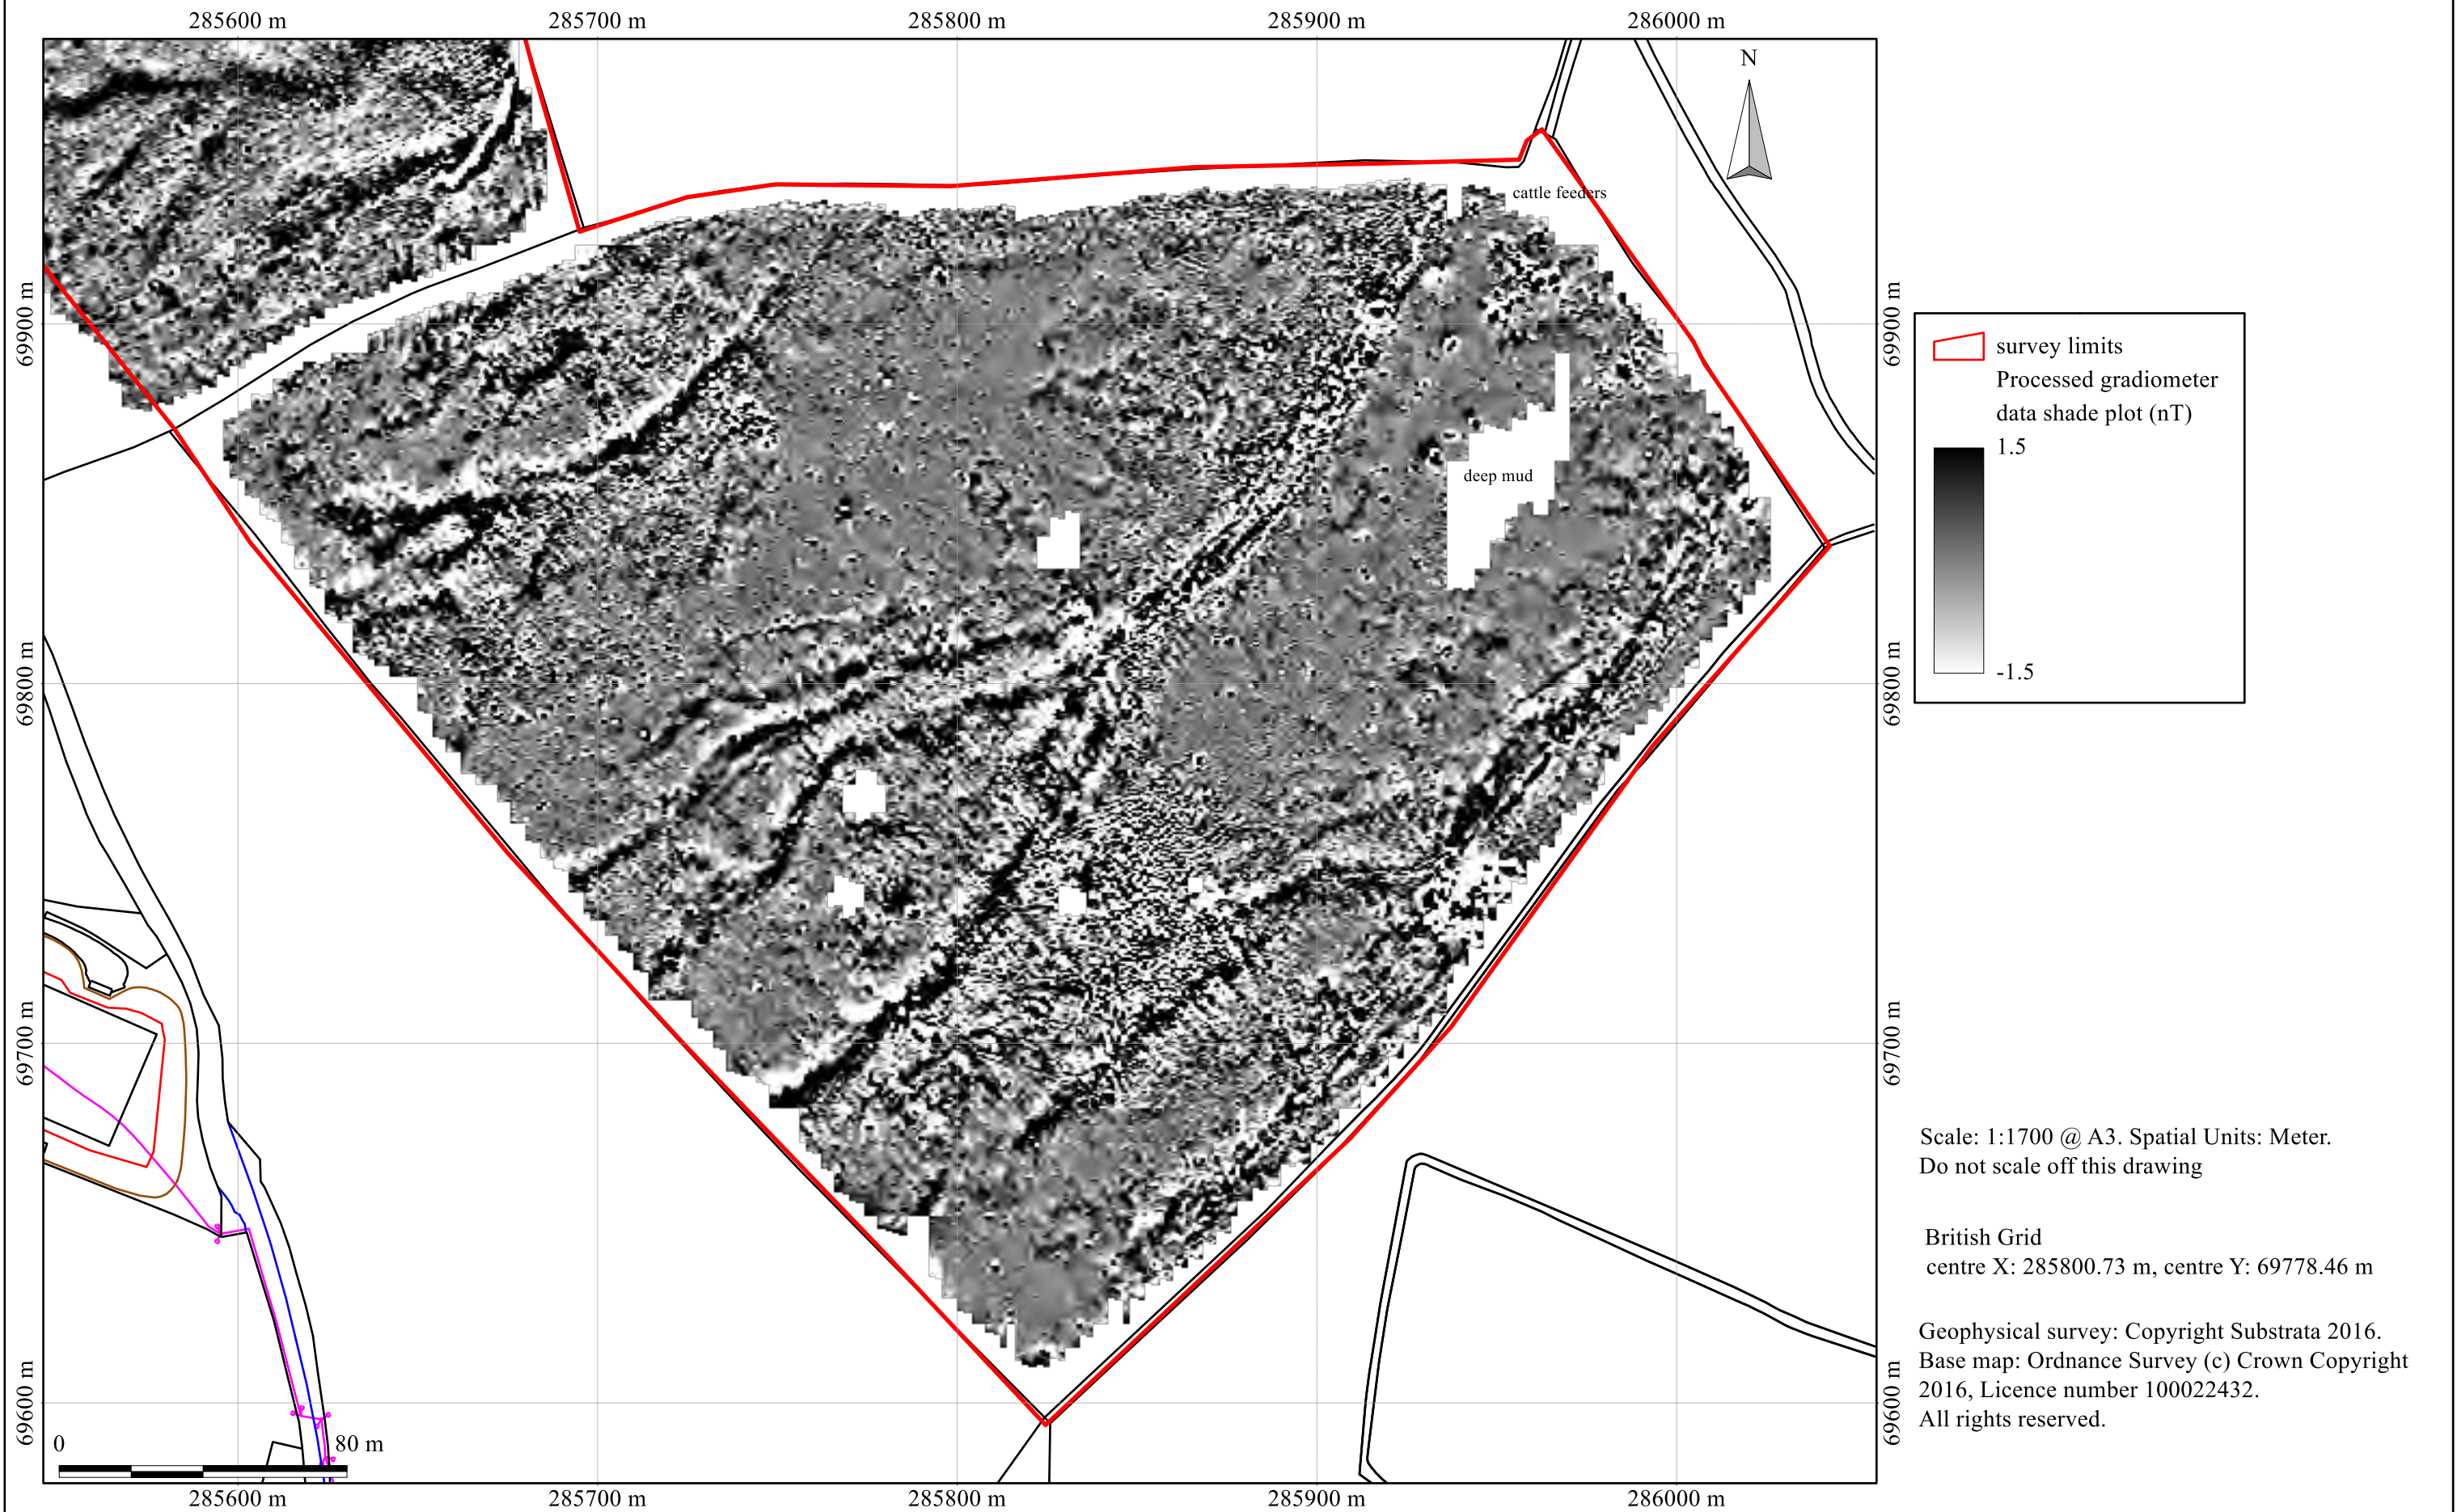 285600 m
285700 m
285800 m
285900 m
286000 m
N
cattle feeders
69900 m
69900 m
survey limits
Processed gradiometer
data shade plot (nT)
1.5
deep mud
69800 m
69800 m
-1.5
69700 m
69700 m
Scale: 1:1700 @ A3. Spatial Units: Meter.
Do not scale off this drawing
British Grid
centre X: 285800.73 m, centre Y: 69778.46 m
Geophysical survey: Copyright Substrata 2016.
Base map: Ordnance Survey (c) Crown Copyright
2016, Licence number 100022432.
All rights reserved.
69600 m
69600 m
0
80 m
285600 m
285700 m
285800 m
285900 m
286000 m